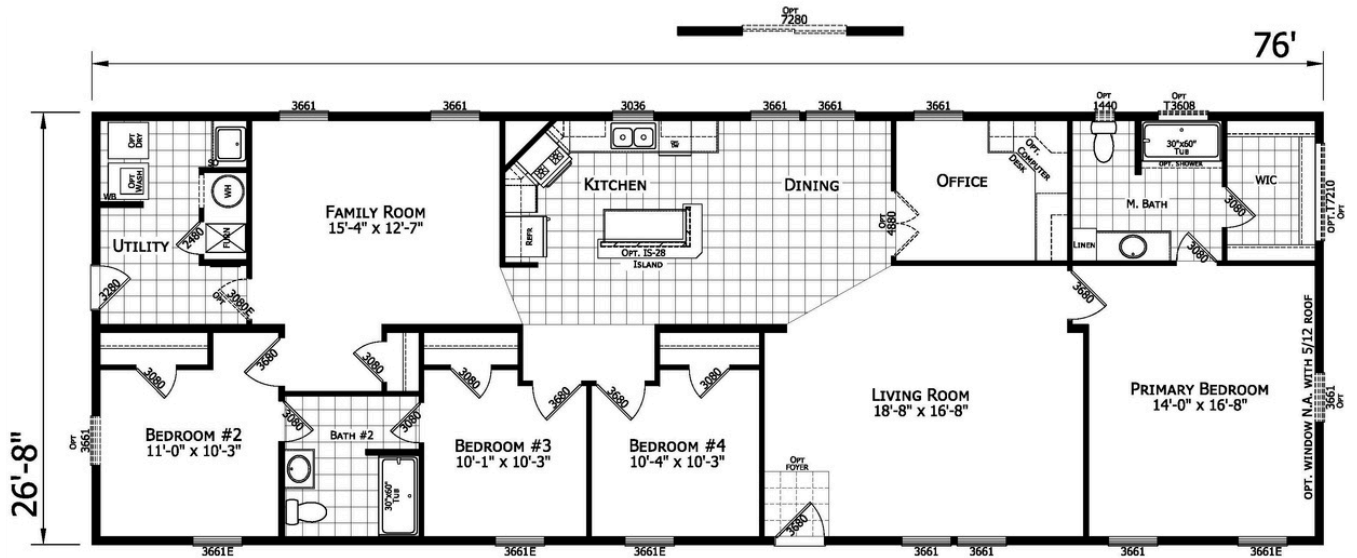 OPT
7280
76'
26'-8"
3661
3661
3036
3661
3661
3661
OPT
1440
OPT
T3608
OPT DRY
OPT WASH
WB
WH
FURN
2480
UTILITY
3280
OPT
3080E
FAMILY ROOM
15'-4" x 12'-7"
KITCHEN
REFR
OPT. IS-28
ISLAND
DINING
OPT
4880
OFFICE
OPT. COMPUTER
DESK
30"x60"
TUB
OPT. SHOWER
M. BATH
LINEN
3080
3080
WIC
OPT.T7210
3680
3080
BEDROOM #2
11'-0" x 10'-3"
OPT
3661
3680
3080
3080
3080
BATH #2
30"x60"
TUB
3080
3680
BEDROOM #3
10'-1" x 10'-3"
3680
3080
BEDROOM #4
10'-4" x 10'-3"
LIVING ROOM
18'-8" x 16'-8"
OPT
FOYER
3680
PRIMARY BEDROOM
14'-0" x 16'-8"
OPT. WINDOW N.A. WITH 5/12 ROOF
3661
OPT
3661E
3661E
3661E
3661
3661
3661
3661E